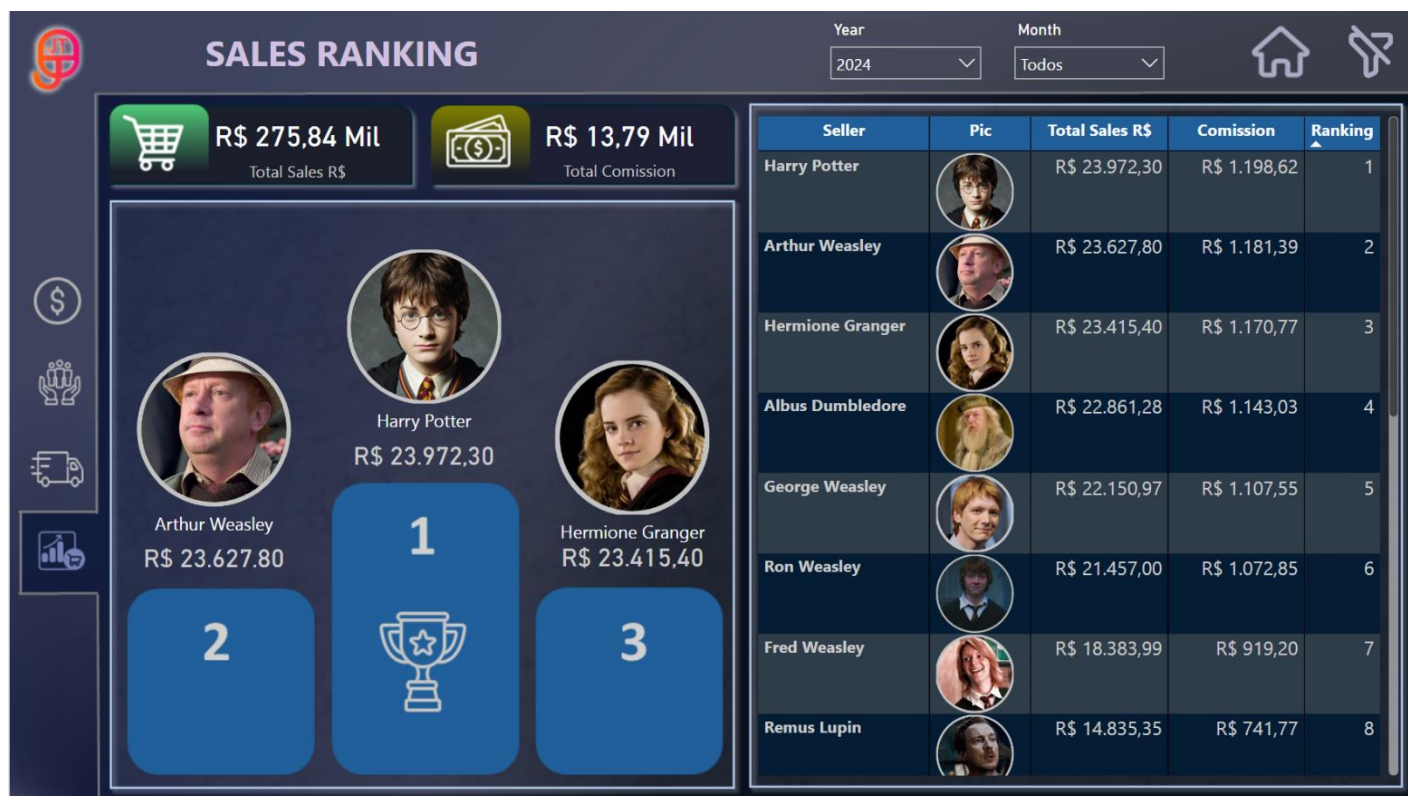 JT
SALES RANKING
Year
2024
Month
Todos
R$ 275,84 Mil
Total Sales R$
R$ 13,79 Mil
Total Comission
Harry Potter
R$ 23.972,30
Arthur Weasley
R$ 23.627,80
Hermione Granger
R$ 23.415,40
1
2
3
Seller Pic Total Sales R$ Comission Ranking
Harry Potter R$ 23.972,30 R$ 1.198,62 1
Arthur Weasley R$ 23.627,80 R$ 1.181,39 2
Hermione Granger R$ 23.415,40 R$ 1.170,77 3
Albus Dumbledore R$ 22.861,28 R$ 1.143,03 4
George Weasley R$ 22.150,97 R$ 1.107,55 5
Ron Weasley R$ 21.457,00 R$ 1.072,85 6
Fred Weasley R$ 18.383,99 R$ 919,20 7
Remus Lupin R$ 14.835,35 R$ 741,77 8